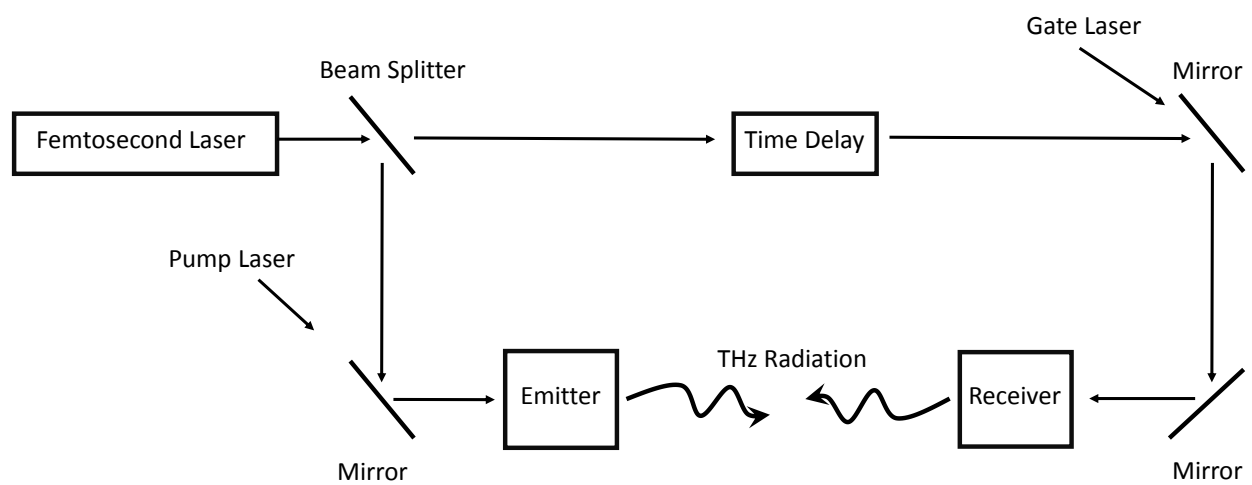 Gate Laser
Beam Splitter
Mirror
Femtosecond Laser
Time Delay
Pump Laser
THz Radiation
Emitter
Receiver
Mirror
Mirror